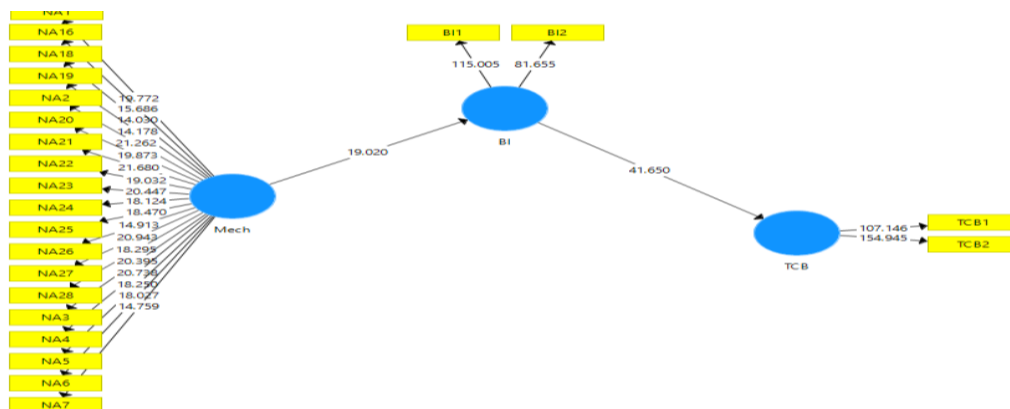 NA1
NA16
NA18
NA19
NA2
NA20
NA21
NA22
NA23
NA24
NA25
NA26
NA27
NA28
NA3
NA4
NA5
NA6
NA7
19.772
15.686
14.030
14.178
21.262
19.873
21.680
19.032
20.447
18.124
18.470
14.913
20.943
18.295
20.395
20.738
18.250
18.027
14.759
Mech
19.020
BI1
BI2
115.005
81.655
BI
41.650
TCB
107.146
154.945
TCB1
TCB2